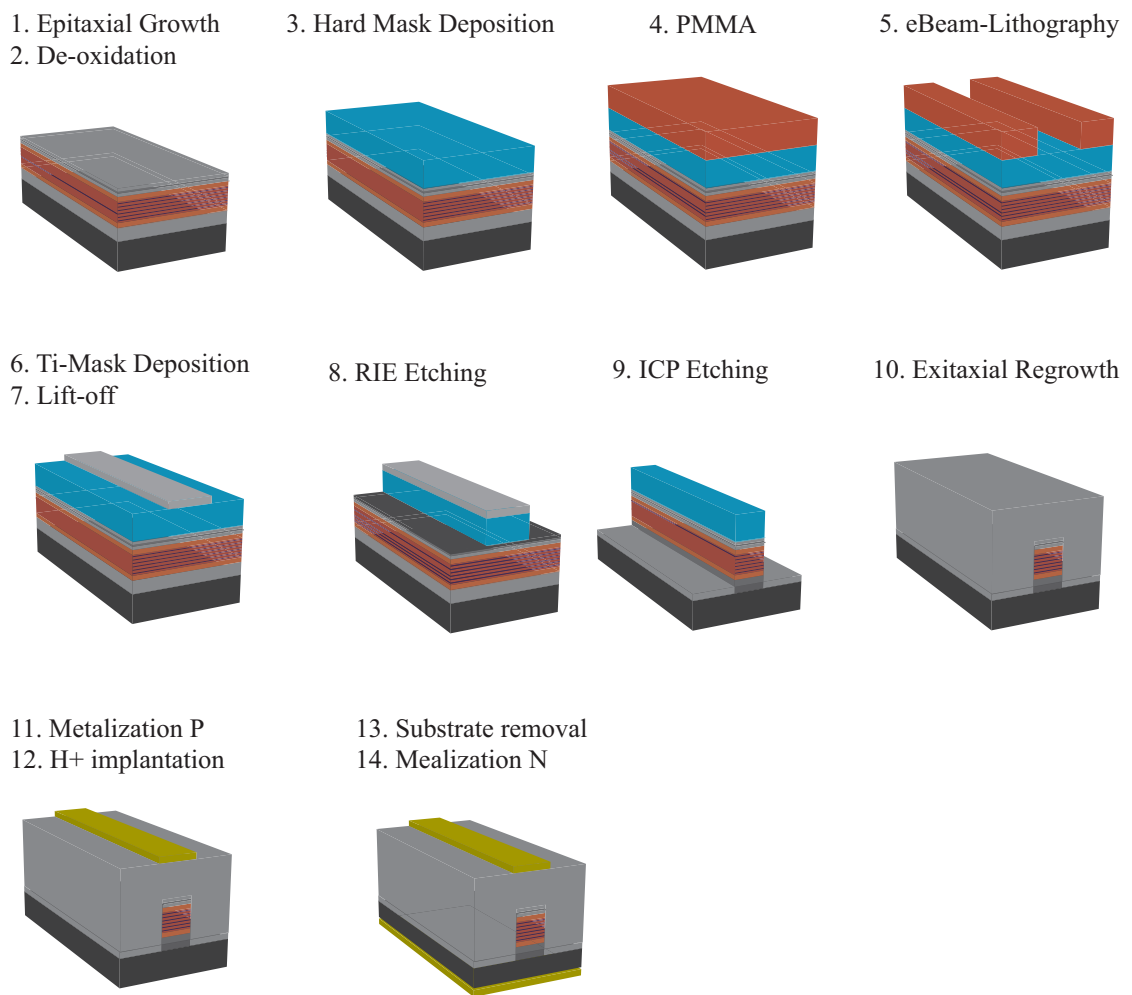 1. Epitaxial Growth
2. De-oxidation
3. Hard Mask Deposition
4. PMMA
5. eBeam-Lithography
6. Ti-Mask Deposition
7. Lift-off
8. RIE Etching
9. ICP Etching
10. Exitaxial Regrowth
11. Metalization P
12. H+ implantation
13. Substrate removal
14. Mealization N